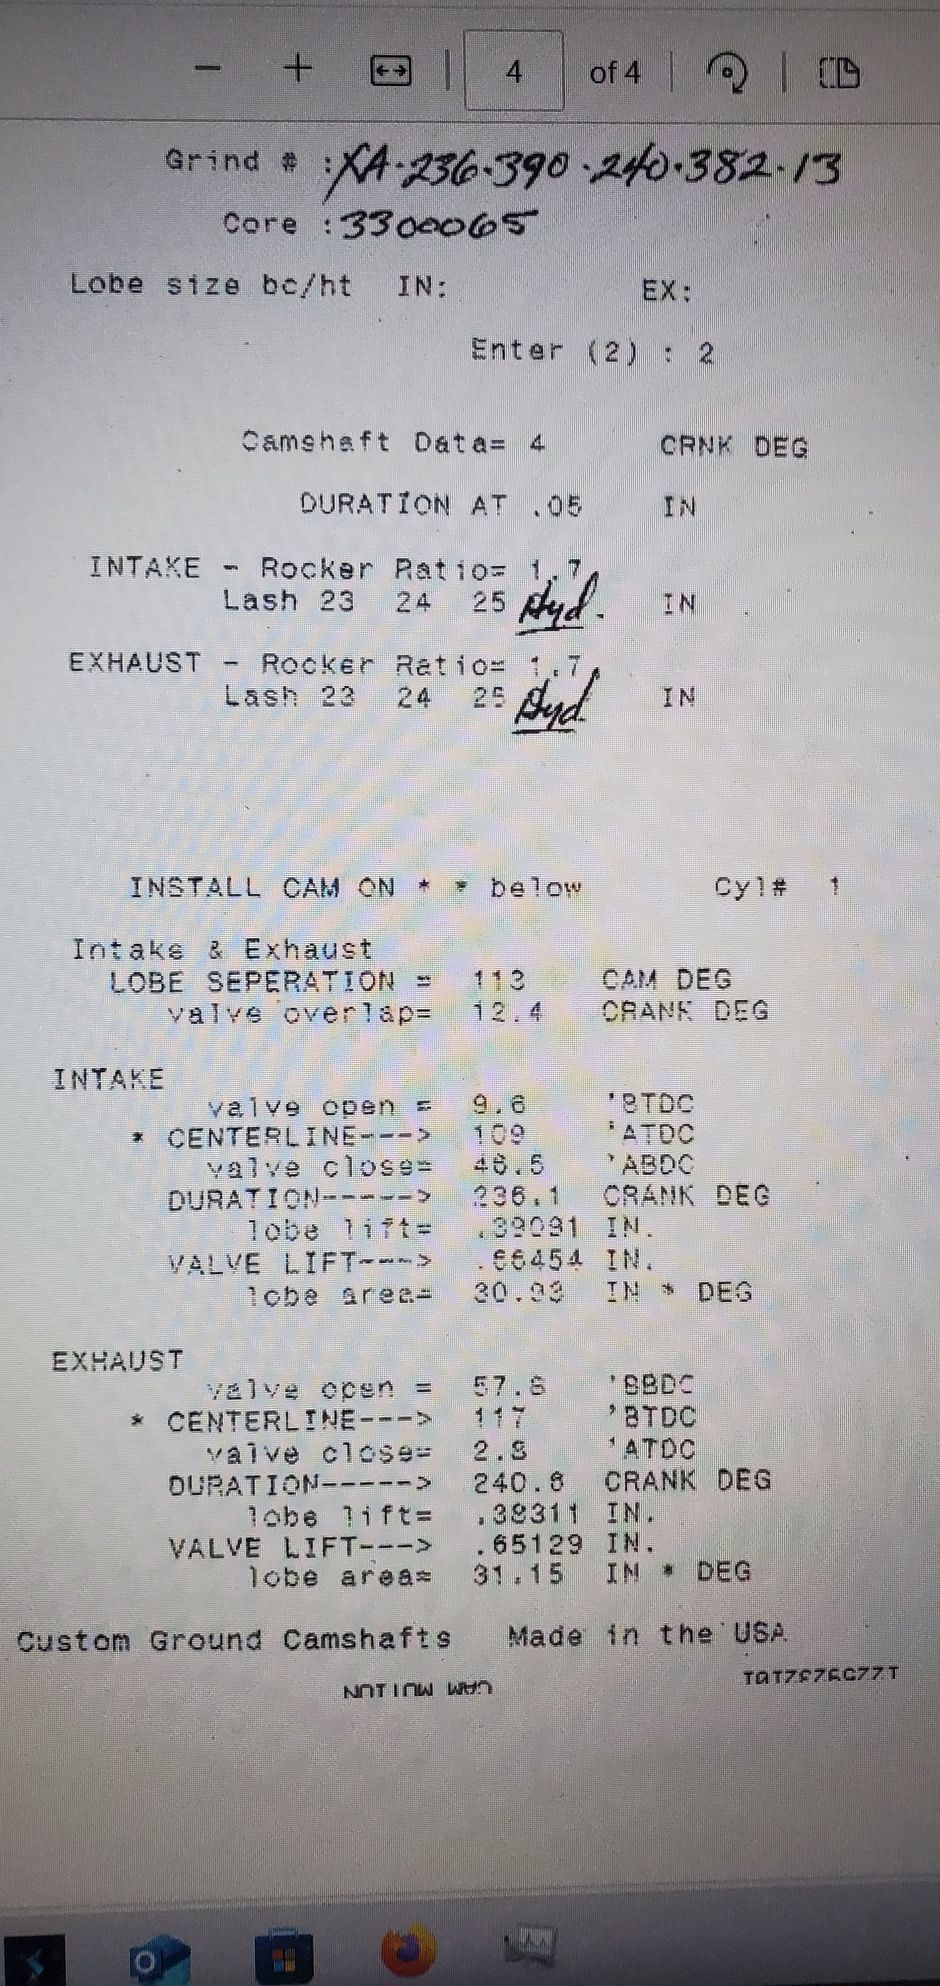 4 of 4
Grind # : XA-236-390-240-382-13
Core : 3300065
Lobe size bc/ht IN: EX:
Enter (2) : 2
Camshaft Data= 4 CRNK DEG
DURATION AT .05 IN
INTAKE - Rocker Ratio= 1.7
Lash 23 24 25 Hyd. IN
EXHAUST - Rocker Ratio= 1.7
Lash 23 24 25 Hyd. IN
INSTALL CAM ON * * below Cyl# 1
Intake & Exhaust
LOBE SEPERATION = 113 CAM DEG
valve overlap= 12.4 CRANK DEG
INTAKE
valve open = 9.6 'BTDC
* CENTERLINE---> 109 'ATDC
valve close= 46.5 'ABDC
DURATION-----> 236.1 CRANK DEG
lobe lift= .39091 IN.
VALVE LIFT---> .66454 IN.
lobe area= 30.93 IN * DEG
EXHAUST
valve open = 57.8 'BBDC
* CENTERLINE---> 117 'BTDC
valve close= 2.8 'ATDC
DURATION-----> 240.6 CRANK DEG
lobe lift= .38311 IN.
VALVE LIFT---> .65129 IN.
lobe area= 31.15 IN * DEG
Custom Ground Camshafts Made in the USA
CAM MOTION